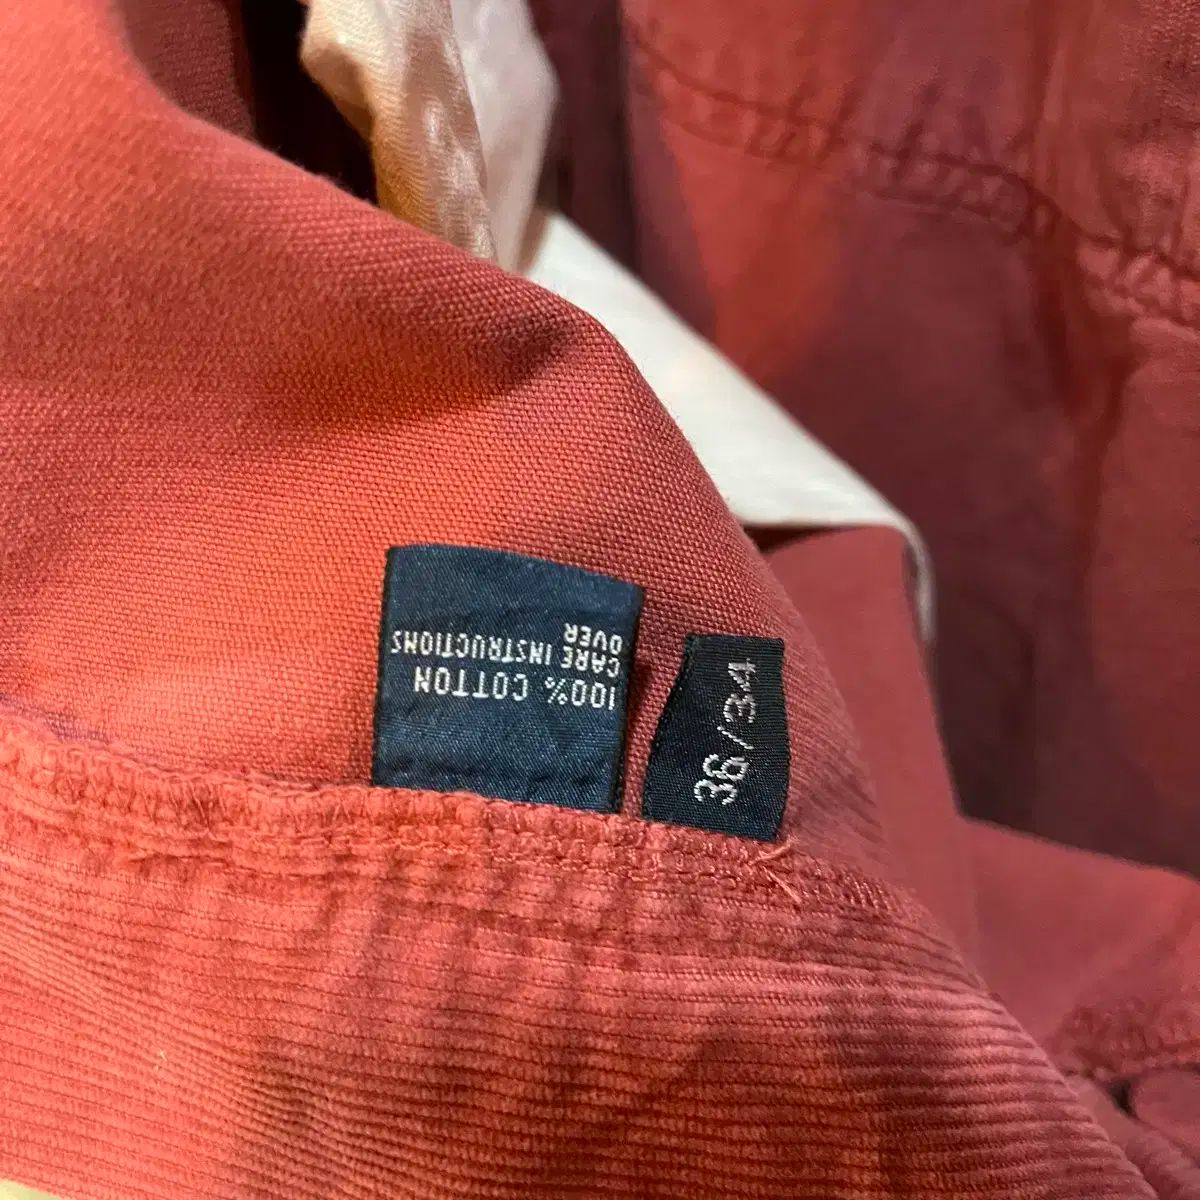 100% COTTON
CARE INSTRUCTIONS
OVER
36/34